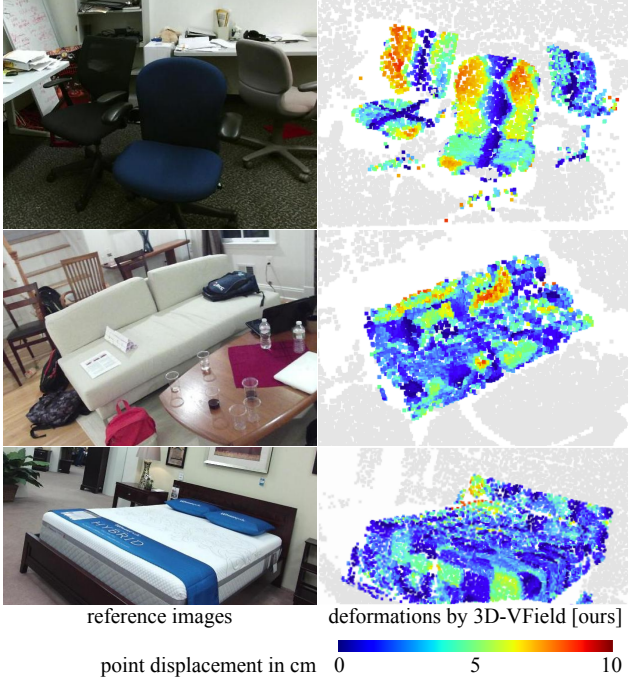 HYBRID
reference images
deformations by 3D-VField [ours]
point displacement in cm
0
5
10